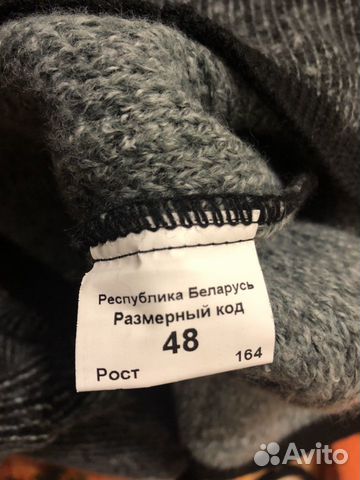 Республика Беларусь
Размерный код
48
Рост 164
Avito